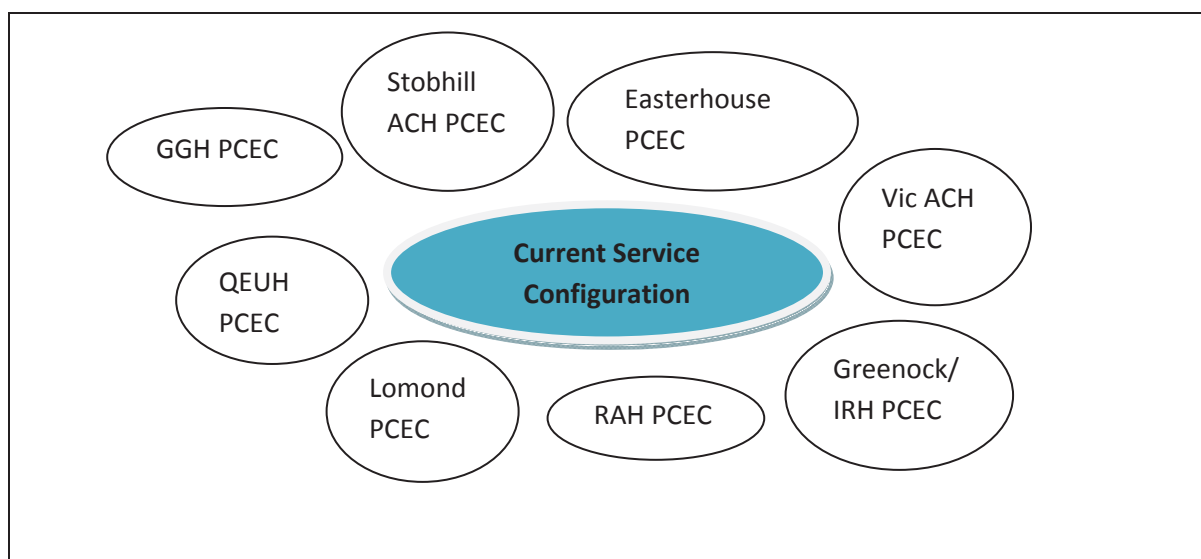 Stobhill
ACH PCEC
Easterhouse
PCEC
GGH PCEC
Vic ACH
PCEC
Current Service
Configuration
QEUH
PCEC
Greenock/
IRH PCEC
Lomond
PCEC
RAH PCEC